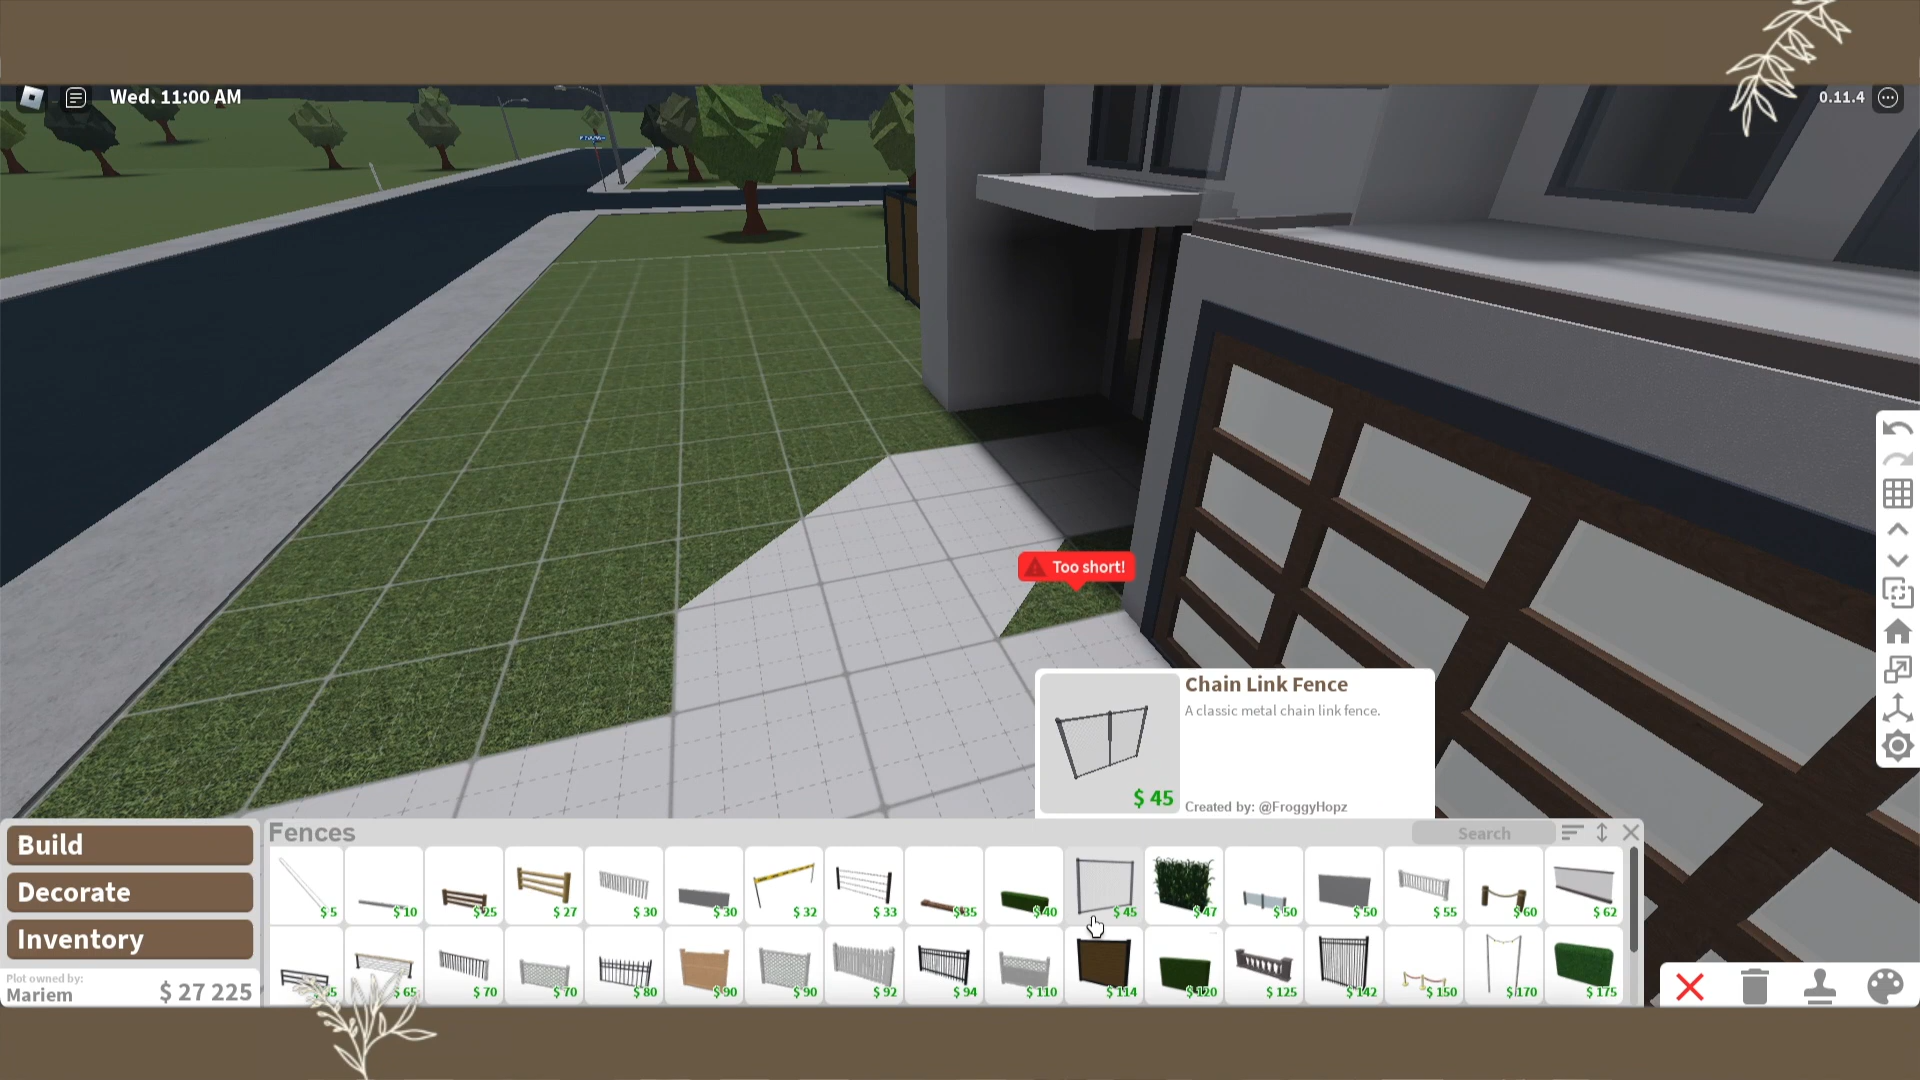 Wed. 11:00 AM
0.11.4
Too short!
Chain Link Fence
A classic metal chain link fence.
$ 45
Created by: @FroggyHopz
Build
Decorate
Inventory
Plot owned by:
Mariem
$ 27 225
Fences
Search
$ 5
$ 10
$ 25
$ 27
$ 30
$ 30
$ 32
$ 33
$ 35
$ 40
$ 45
$ 47
$ 50
$ 50
$ 55
$ 60
$ 62
$ 65
$ 70
$ 70
$ 80
$ 90
$ 90
$ 92
$ 94
$ 110
$ 114
$ 120
$ 125
$ 142
$ 150
$ 170
$ 175